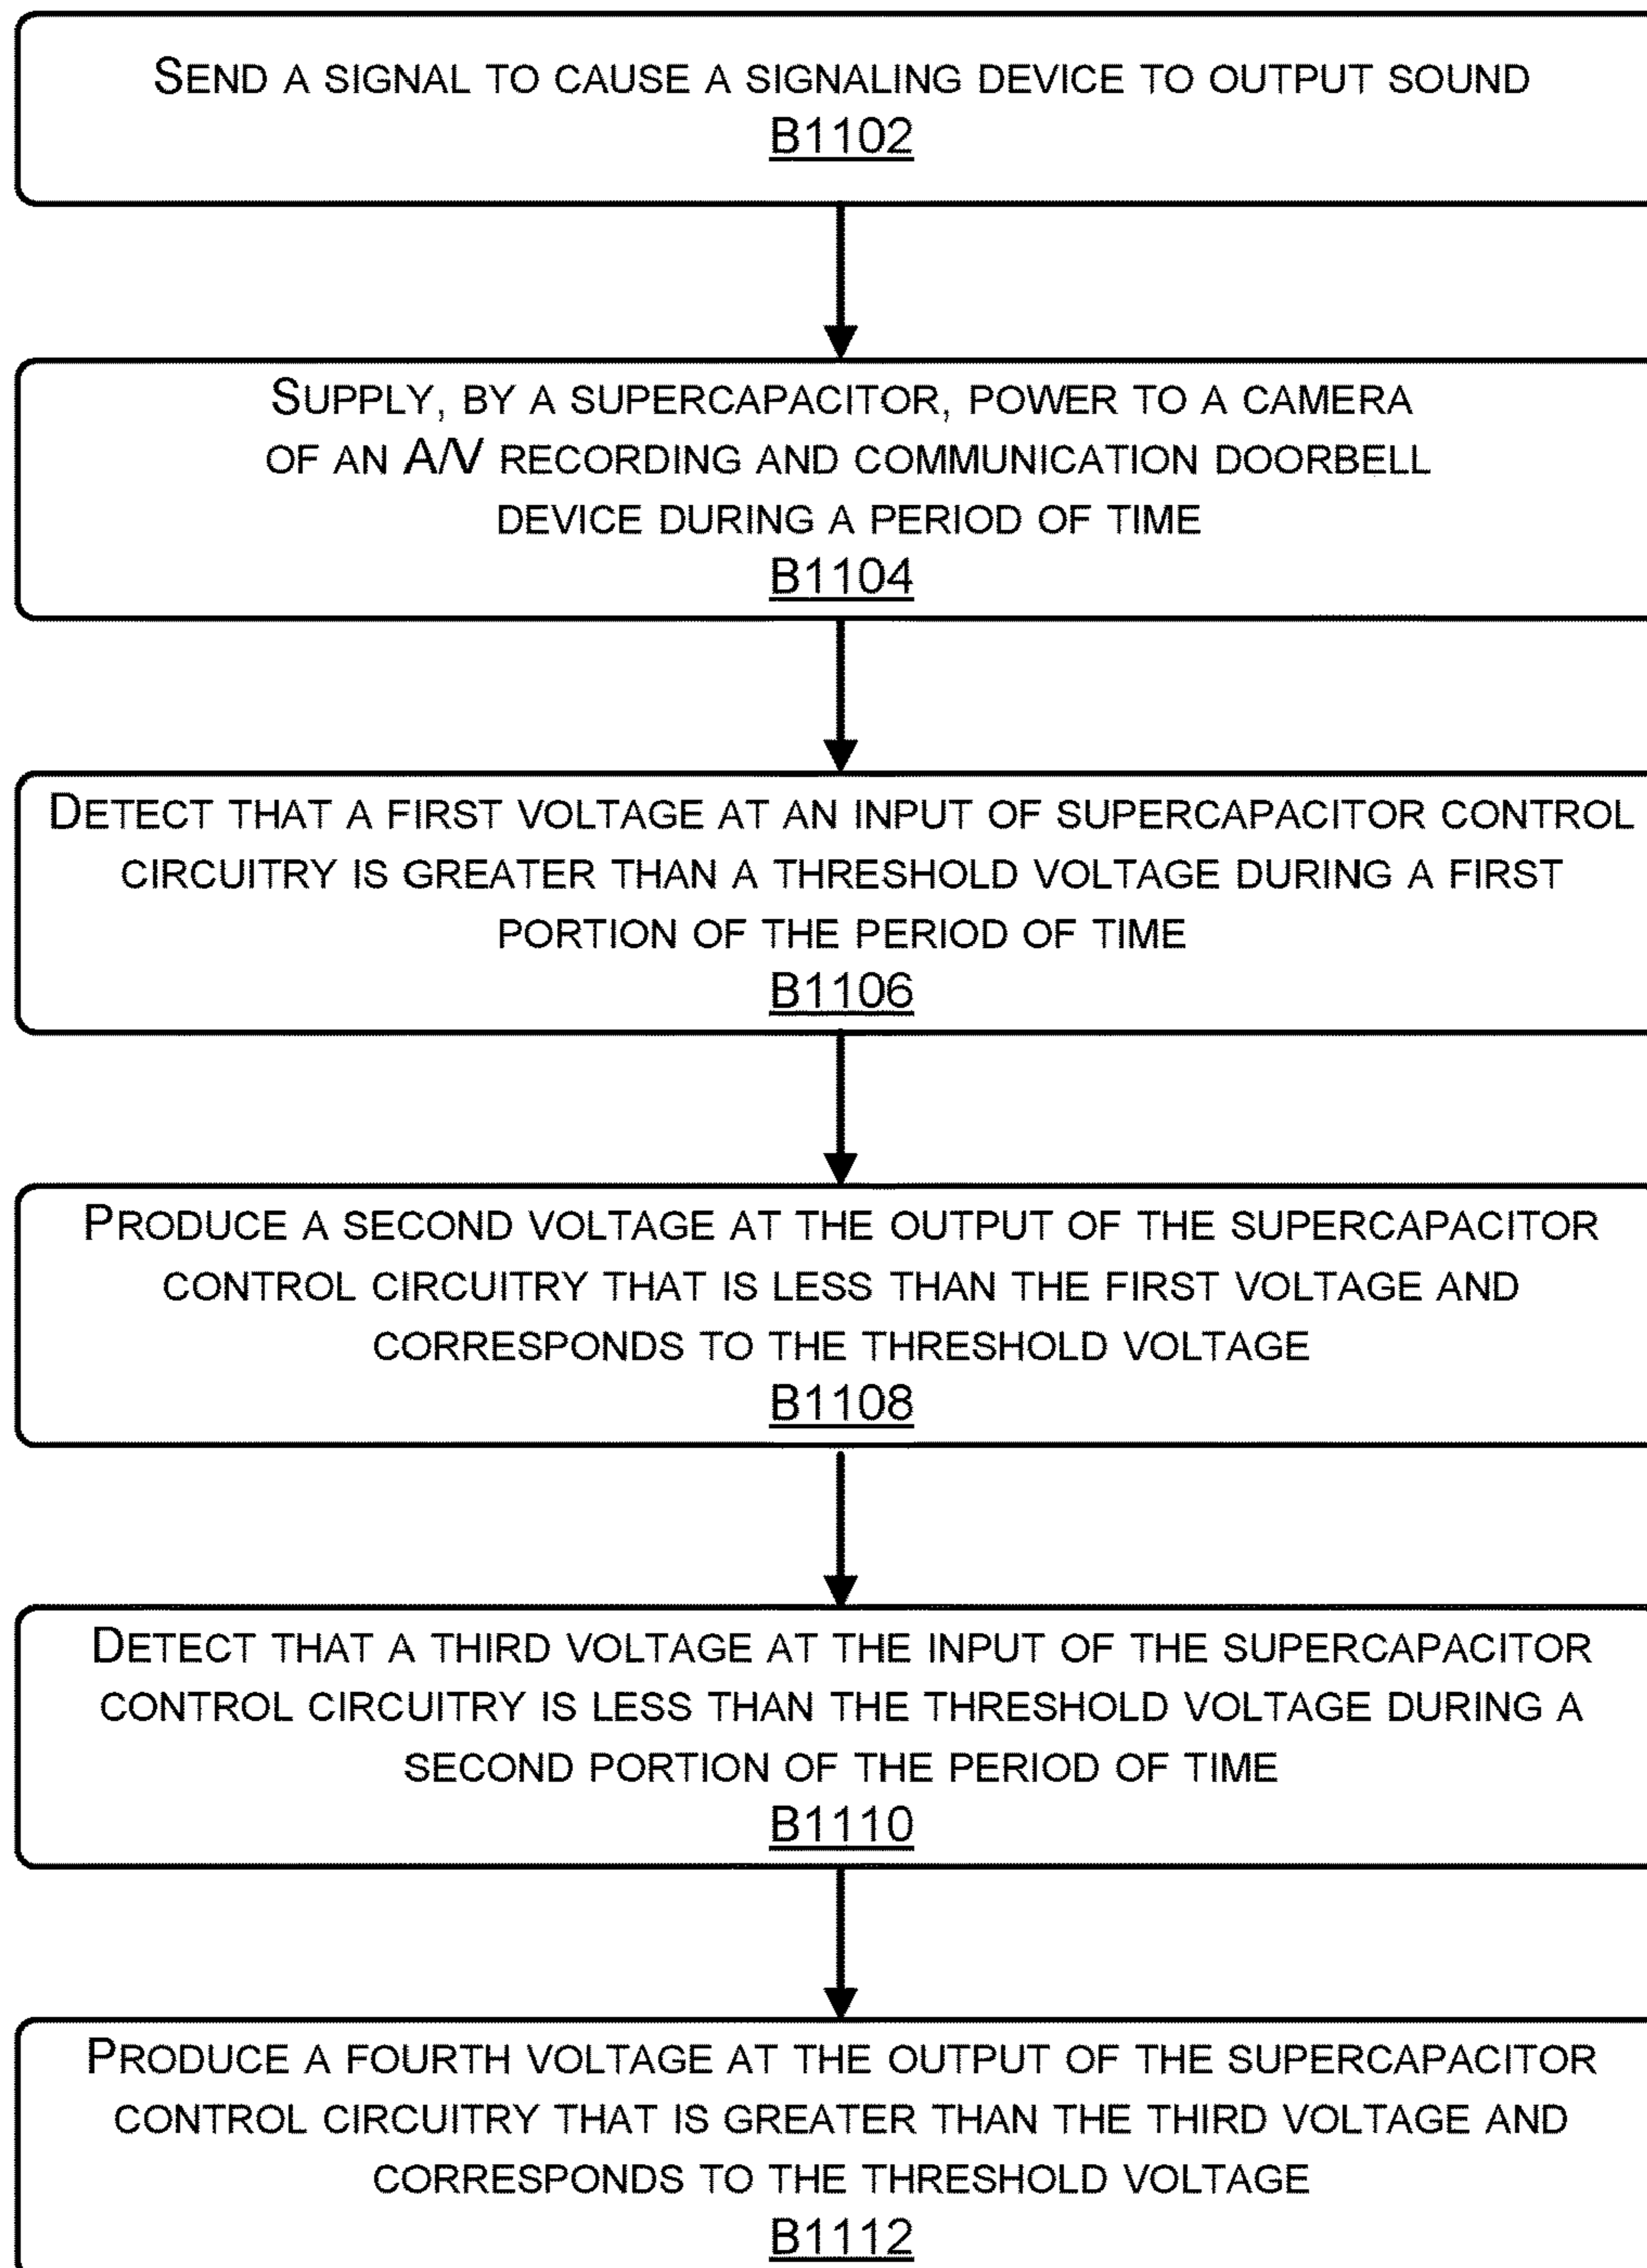 SEND A SIGNAL TO CAUSE A SIGNALING DEVICE TO OUTPUT SOUND
B1102
SUPPLY, BY A SUPERCAPACITOR, POWER TO A CAMERA
OF AN A/V RECORDING AND COMMUNICATION DOORBELL
DEVICE DURING A PERIOD OF TIME
B1104
DETECT THAT A FIRST VOLTAGE AT AN INPUT OF SUPERCAPACITOR CONTROL
CIRCUITRY IS GREATER THAN A THRESHOLD VOLTAGE DURING A FIRST
PORTION OF THE PERIOD OF TIME
B1106
PRODUCE A SECOND VOLTAGE AT THE OUTPUT OF THE SUPERCAPACITOR
CONTROL CIRCUITRY THAT IS LESS THAN THE FIRST VOLTAGE AND
CORRESPONDS TO THE THRESHOLD VOLTAGE
B1108
DETECT THAT A THIRD VOLTAGE AT THE INPUT OF THE SUPERCAPACITOR
CONTROL CIRCUITRY IS LESS THAN THE THRESHOLD VOLTAGE DURING A
SECOND PORTION OF THE PERIOD OF TIME
B1110
PRODUCE A FOURTH VOLTAGE AT THE OUTPUT OF THE SUPERCAPACITOR
CONTROL CIRCUITRY THAT IS GREATER THAN THE THIRD VOLTAGE AND
CORRESPONDS TO THE THRESHOLD VOLTAGE
B1112